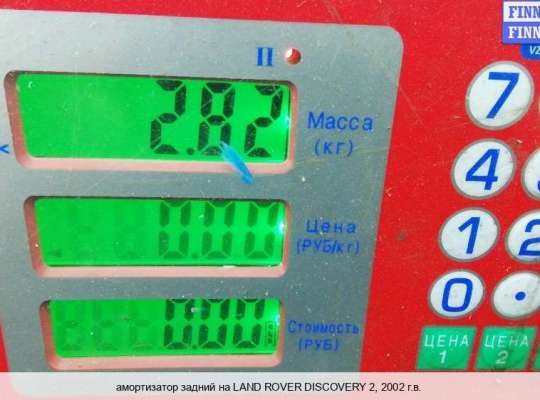 FINN
FINN
VZ
II
2.82
Масса
(кг)
<
0.00
Цена
(РУБ/кг)
0.00
Стоимость
(РУБ)
7
4
1
2
0
.
ЦЕНА
1
ЦЕНА
2
амортизатор задний на LAND ROVER DISCOVERY 2, 2002 г.в.